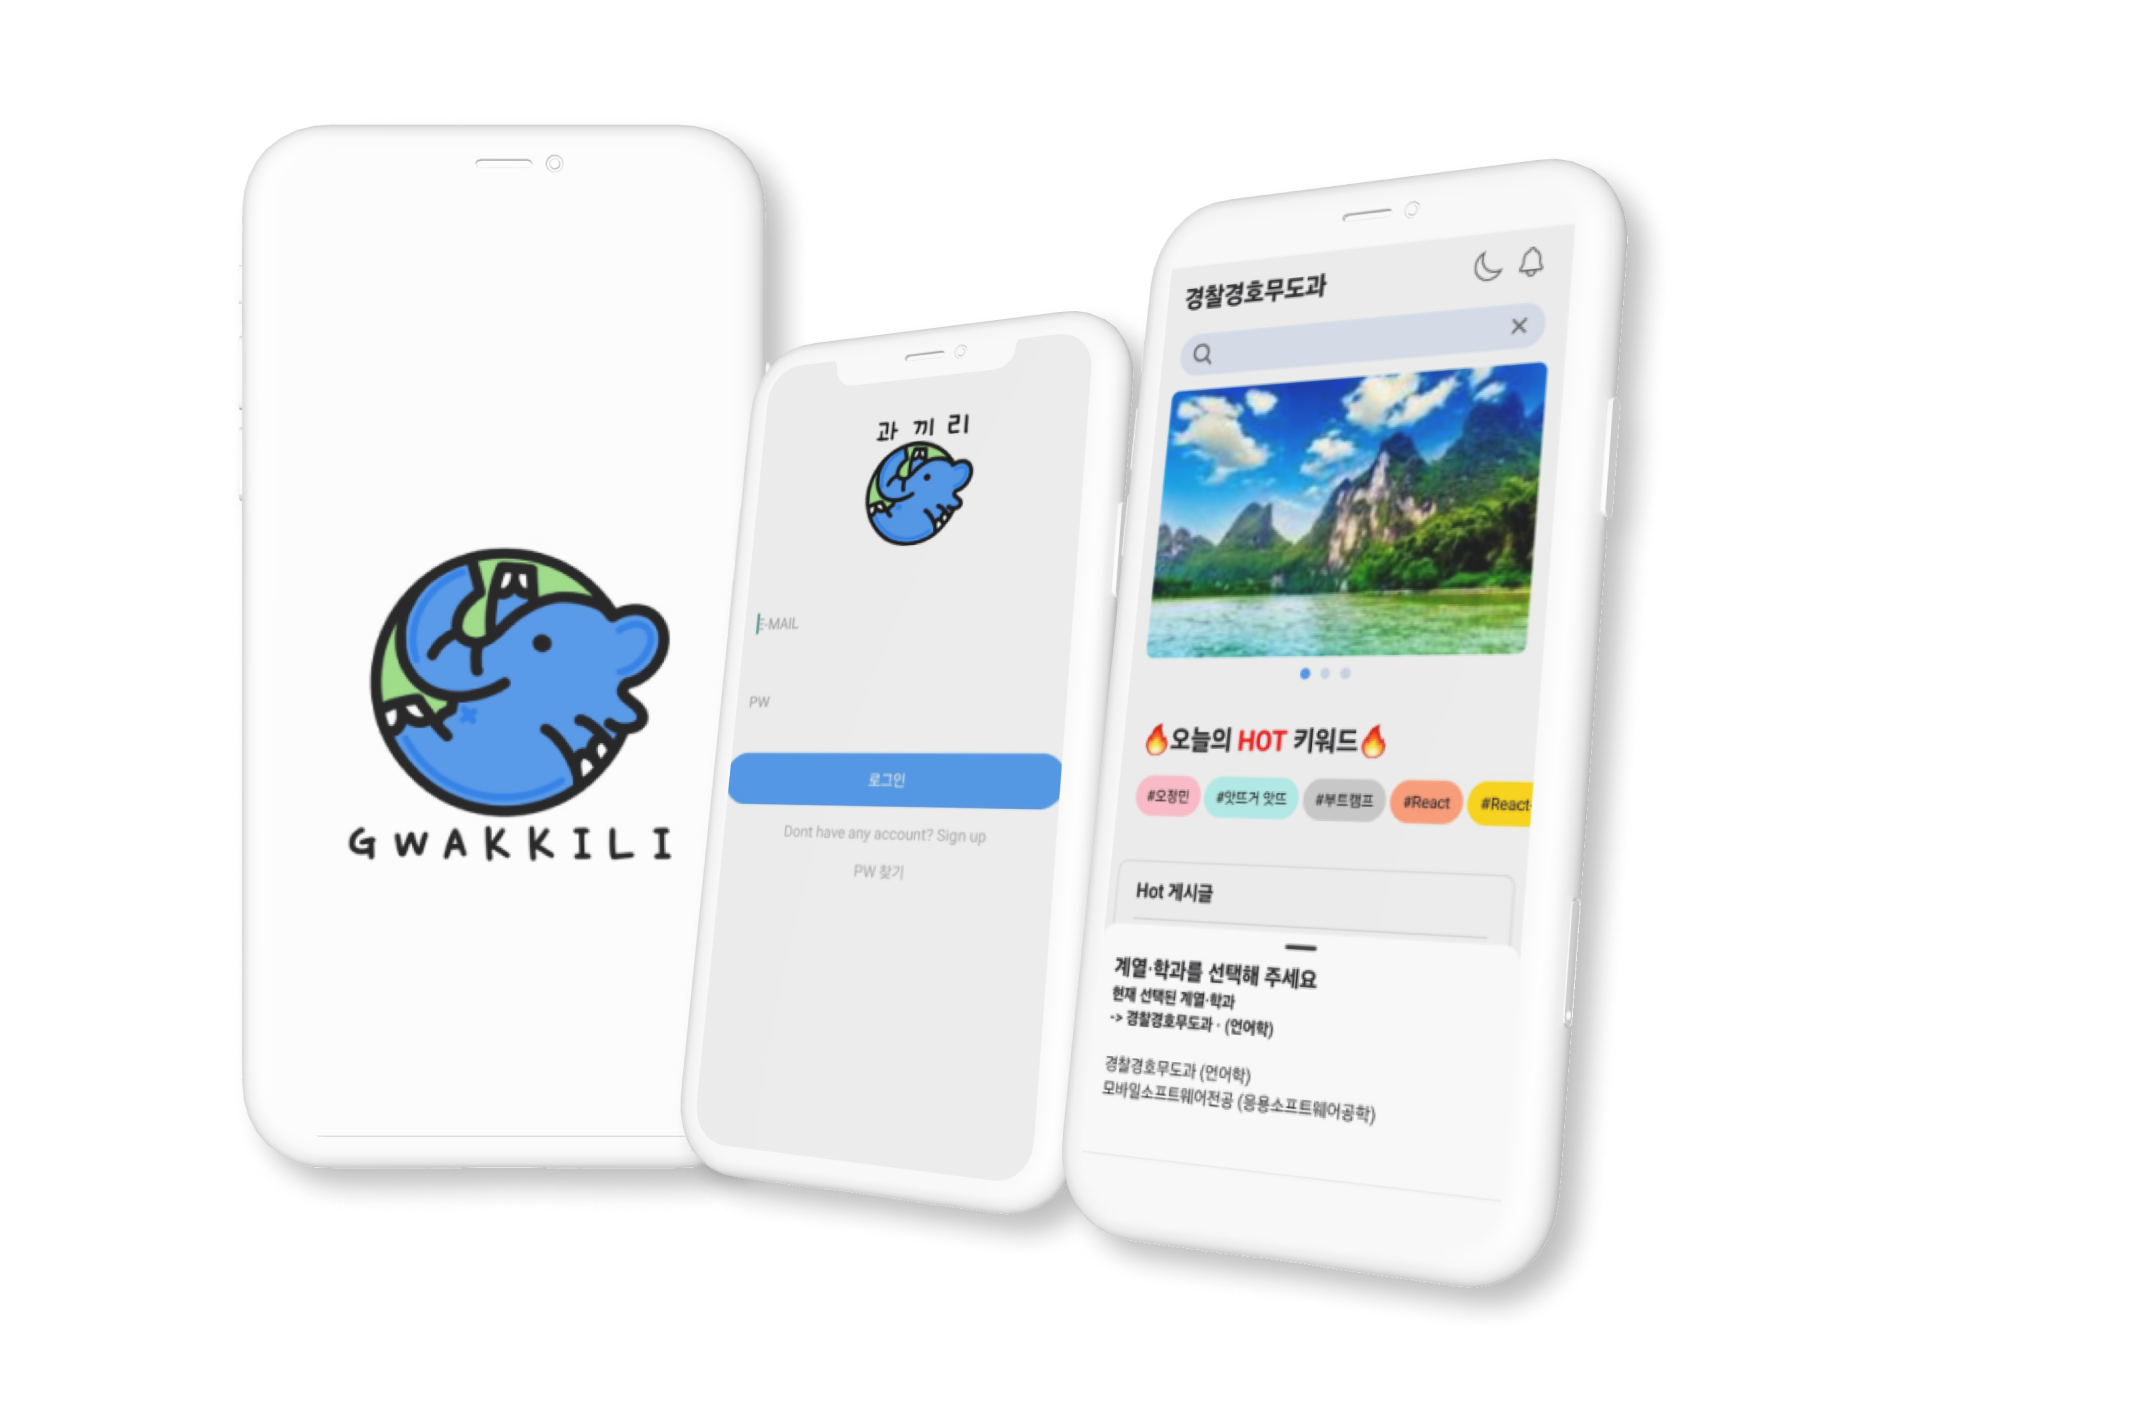 GWAKKILI
과끼리
E-MAIL
PW
로그인
Dont have any account? Sign up
PW 찾기
경찰경호무도과
🔥오늘의 HOT 키워드🔥
#오정민 #앗뜨거 앗뜨 #부트캠프 #React #React
Hot 게시글
계열·학과를 선택해 주세요
현재 선택된 계열·학과
-> 경찰경호무도과 · (언어학)
경찰경호무도과 (언어학)
모바일소프트웨어전공 (응용소프트웨어공학)